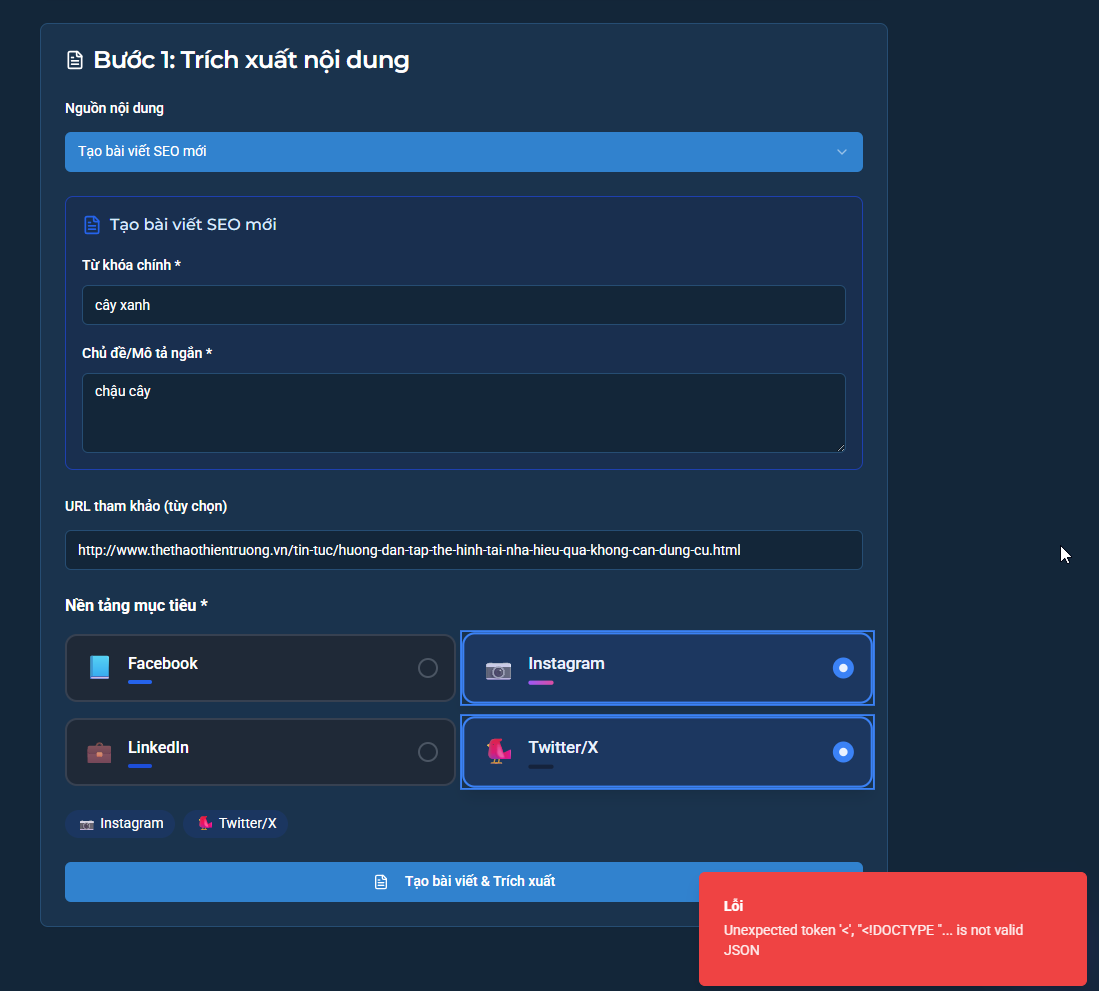 Bước 1: Trích xuất nội dung
Nguồn nội dung
Tạo bài viết SEO mới
Tạo bài viết SEO mới
Từ khóa chính *
cây xanh
Chủ đề/Mô tả ngắn *
chậu cây
URL tham khảo (tùy chọn)
http://www.thethaothientruong.vn/tin-tuc/huong-dan-tap-the-hinh-tai-nha-hieu-qua-khong-can-dung-cu.html
Nền tảng mục tiêu *
Facebook
Instagram
LinkedIn
Twitter/X
Instagram
Twitter/X
Tạo bài viết & Trích xuất
Lỗi
Unexpected token '<', "<!DOCTYPE "... is not valid
JSON